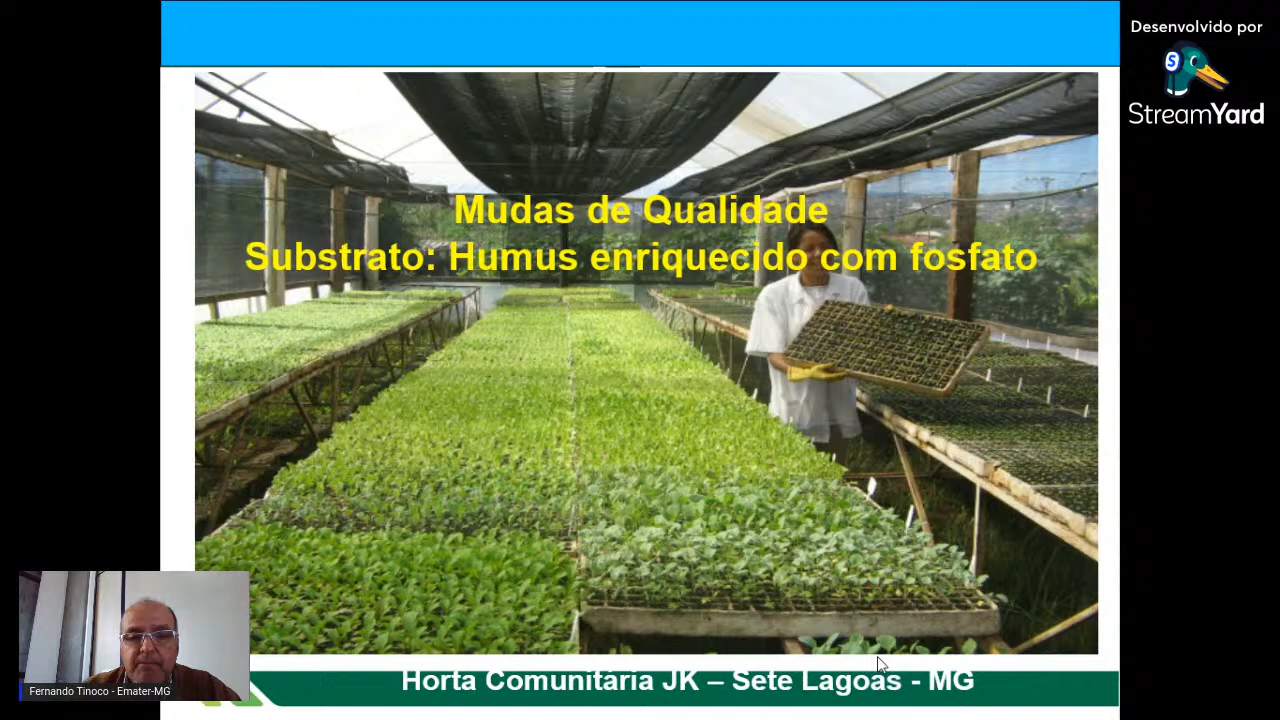 Desenvolvido por
StreamYard
Mudas de Qualidade
Substrato: Humus enriquecido com fosfato
Fernando Tinoco - Emater-MG
Horta Comunitária JK – Sete Lagoas - MG